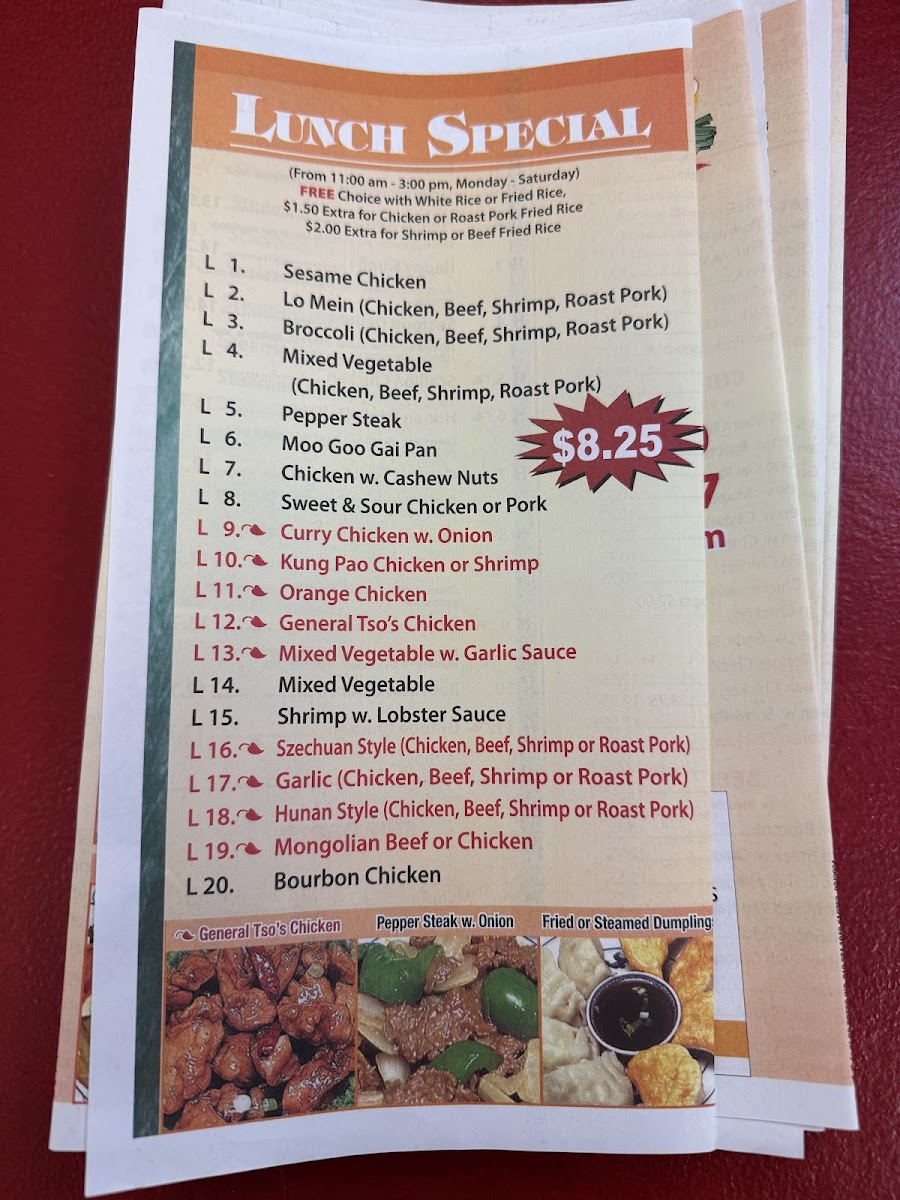 LUNCH SPECIAL
(From 11:00 am - 3:00 pm, Monday - Saturday)
FREE Choice with White Rice or Fried Rice,
$1.50 Extra for Chicken or Roast Pork Fried Rice
$2.00 Extra for Shrimp or Beef Fried Rice
L 1. Sesame Chicken
L 2. Lo Mein (Chicken, Beef, Shrimp, Roast Pork)
L 3. Broccoli (Chicken, Beef, Shrimp, Roast Pork)
L 4. Mixed Vegetable
(Chicken, Beef, Shrimp, Roast Pork)
L 5. Pepper Steak
L 6. Moo Goo Gai Pan
$8.25
L 7. Chicken w. Cashew Nuts
L 8. Sweet & Sour Chicken or Pork
L 9. Curry Chicken w. Onion
L 10. Kung Pao Chicken or Shrimp
L 11. Orange Chicken
L 12. General Tso's Chicken
L 13. Mixed Vegetable w. Garlic Sauce
L 14. Mixed Vegetable
L 15. Shrimp w. Lobster Sauce
L 16. Szechuan Style (Chicken, Beef, Shrimp or Roast Pork)
L 17. Garlic (Chicken, Beef, Shrimp or Roast Pork)
L 18. Hunan Style (Chicken, Beef, Shrimp or Roast Pork)
L 19. Mongolian Beef or Chicken
L 20. Bourbon Chicken
General Tso's Chicken
Pepper Steak w. Onion
Fried or Steamed Dumpling